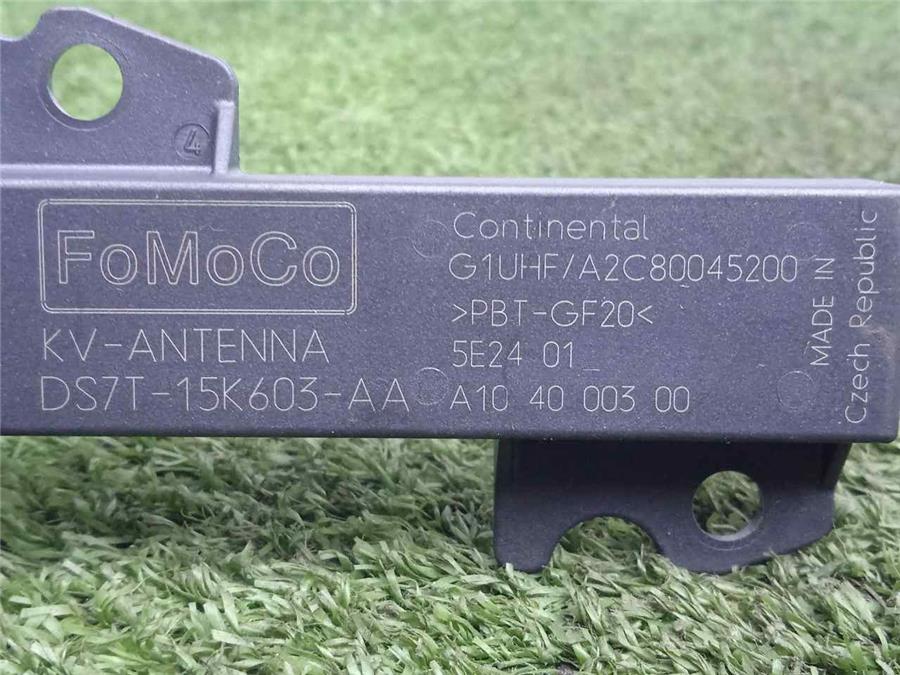 4
FoMoCo
KV-ANTENNA
DS7T-15K603-AA
Continental
G1UHF/A2C80045200
>PBT-GF20<
5E24 01_
A10 40 003 00
MADE IN
Czech Republic